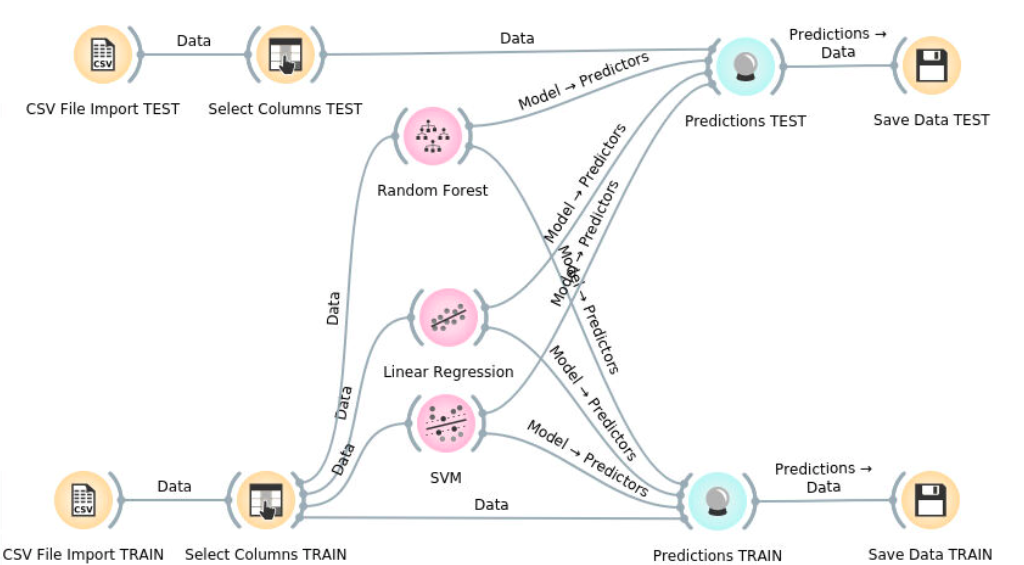 Data
Data
Predictions →
Data
CSV
CSV File Import TEST
Select Columns TEST
Model → Predictors
Predictions TEST
Save Data TEST
Random Forest
Model → Predictors
Model → Predictors
Model → Predictors
Data
Linear Regression
Model → Predictors
Data
Model → Predictors
Data
SVM
Data
Data
Predictions →
Data
CSV
CSV File Import TRAIN
Select Columns TRAIN
Predictions TRAIN
Save Data TRAIN